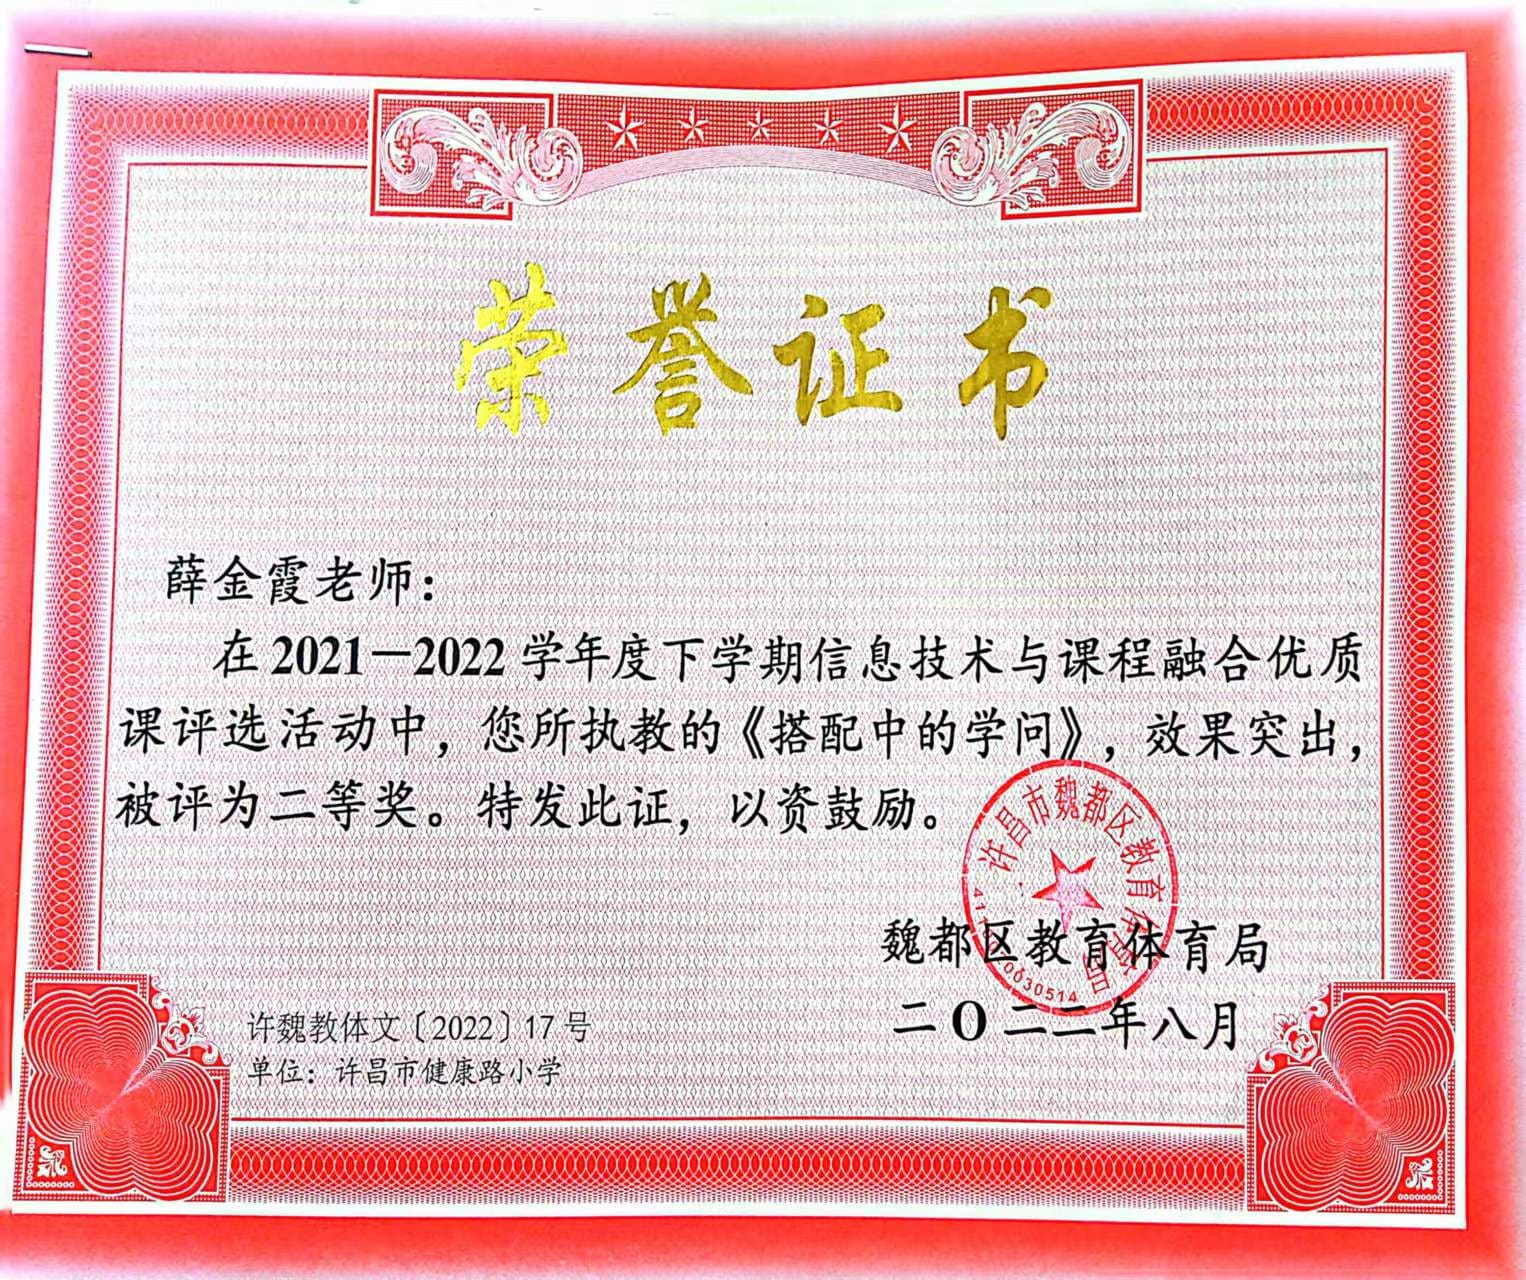 荣誉证书
薛金霞老师：
在2021—2022学年度下学期信息技术与课程融合优质
课评选活动中，您所执教的《搭配中的学问》，效果突出，
被评为二等奖。特发此证，以资鼓励。
许昌市魏都区教育体育局
魏都区教育体育局
二O二二年八月
许魏教体文〔2022〕17号
单位：许昌市健康路小学